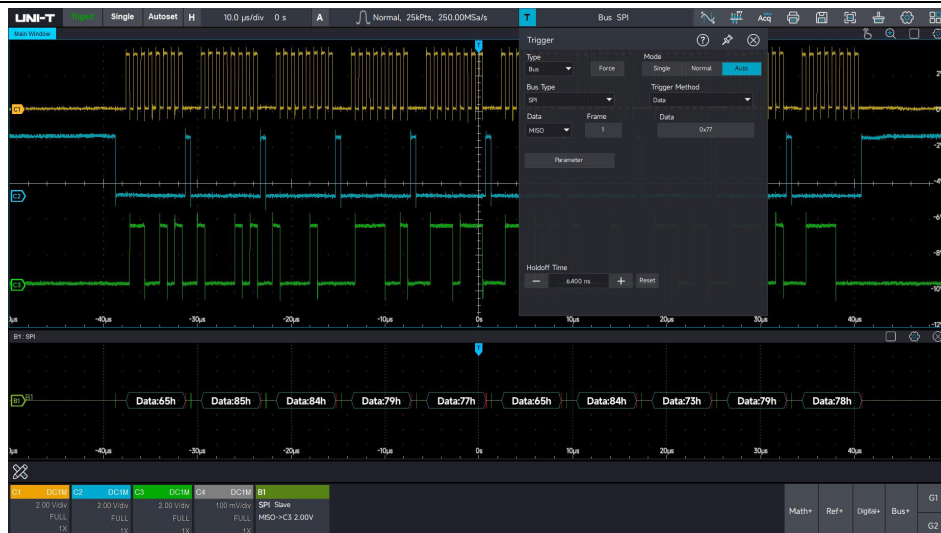 UNI-T Single Autoset H 10.0 μs/div 0 s A Normal, 25kPts, 250.00MSa/s T Bus SPI Acq
Main Window
Trigger
Type Mode
Bus Force Single Normal Auto
Bus Type Trigger Method
SPI Data
Data Frame Data
MISO 1 0x77
Parameter
Holdoff Time
6.400 ns Reset
C1
C2
C3
T
-40μs -30μs -20μs -10μs 0s 10μs 20μs 30μs 40μs
B1 : SPI
T
B1 B1 Data:65h Data:85h Data:84h Data:79h Data:77h Data:65h Data:84h Data:73h Data:79h Data:78h
-40μs -30μs -20μs -10μs 0s 10μs 20μs 30μs 40μs
C1 DC1M C2 DC1M C3 DC1M C4 DC1M B1
2.00 V/div 2.00 V/div 2.00 V/div 100 mV/div SPI Slave
FULL FULL FULL FULL MISO->C3 2.00V
1X 1X 1X 1X
Math+ Ref+ Digital+ Bus+ G1
G2